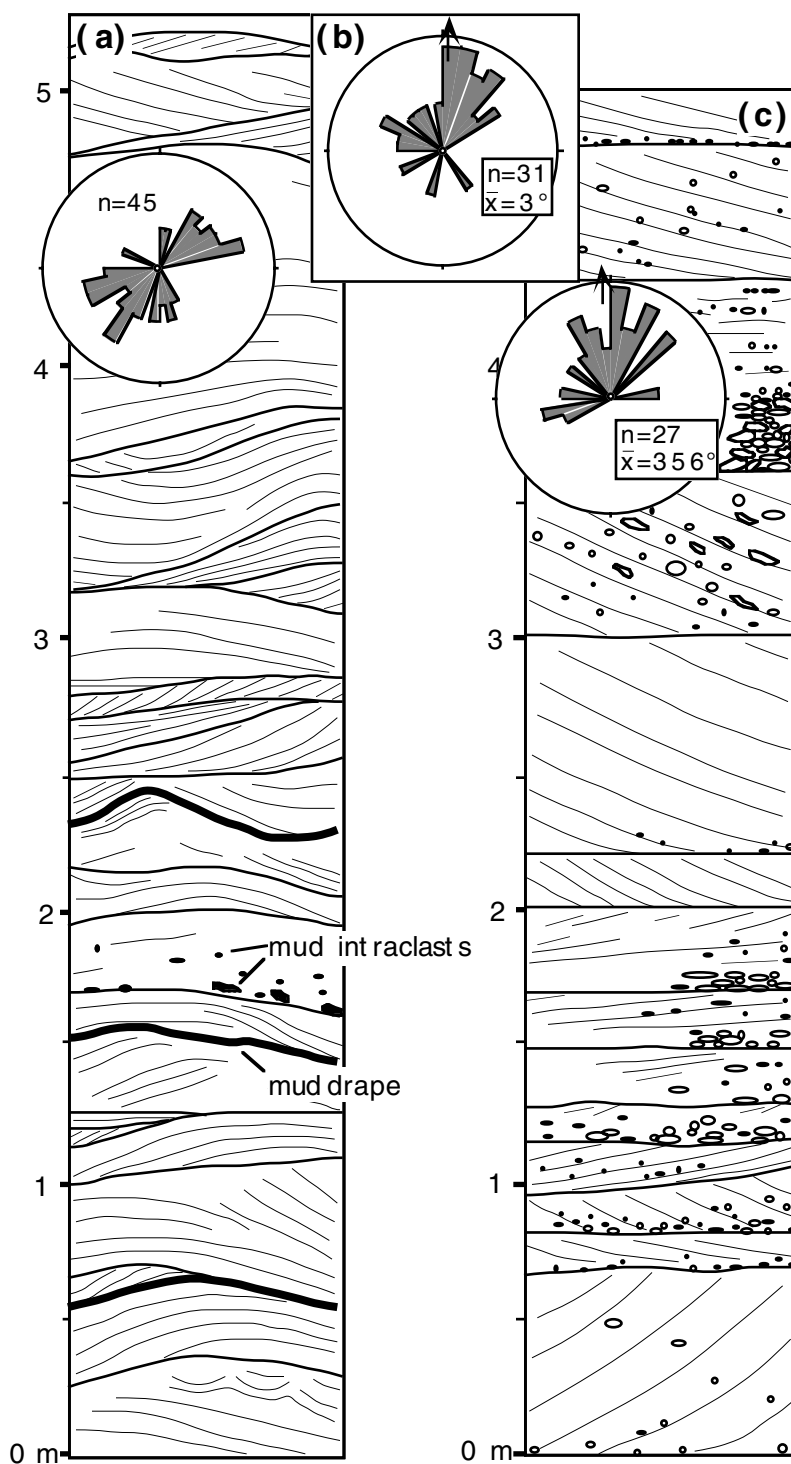 (a)
(b)
(c)
n=45
n=31
x̄=3°
n=27
x̄=356°
5
4
3
2
1
0 m
mud intraclasts
mud drape
4
3
2
1
0 m